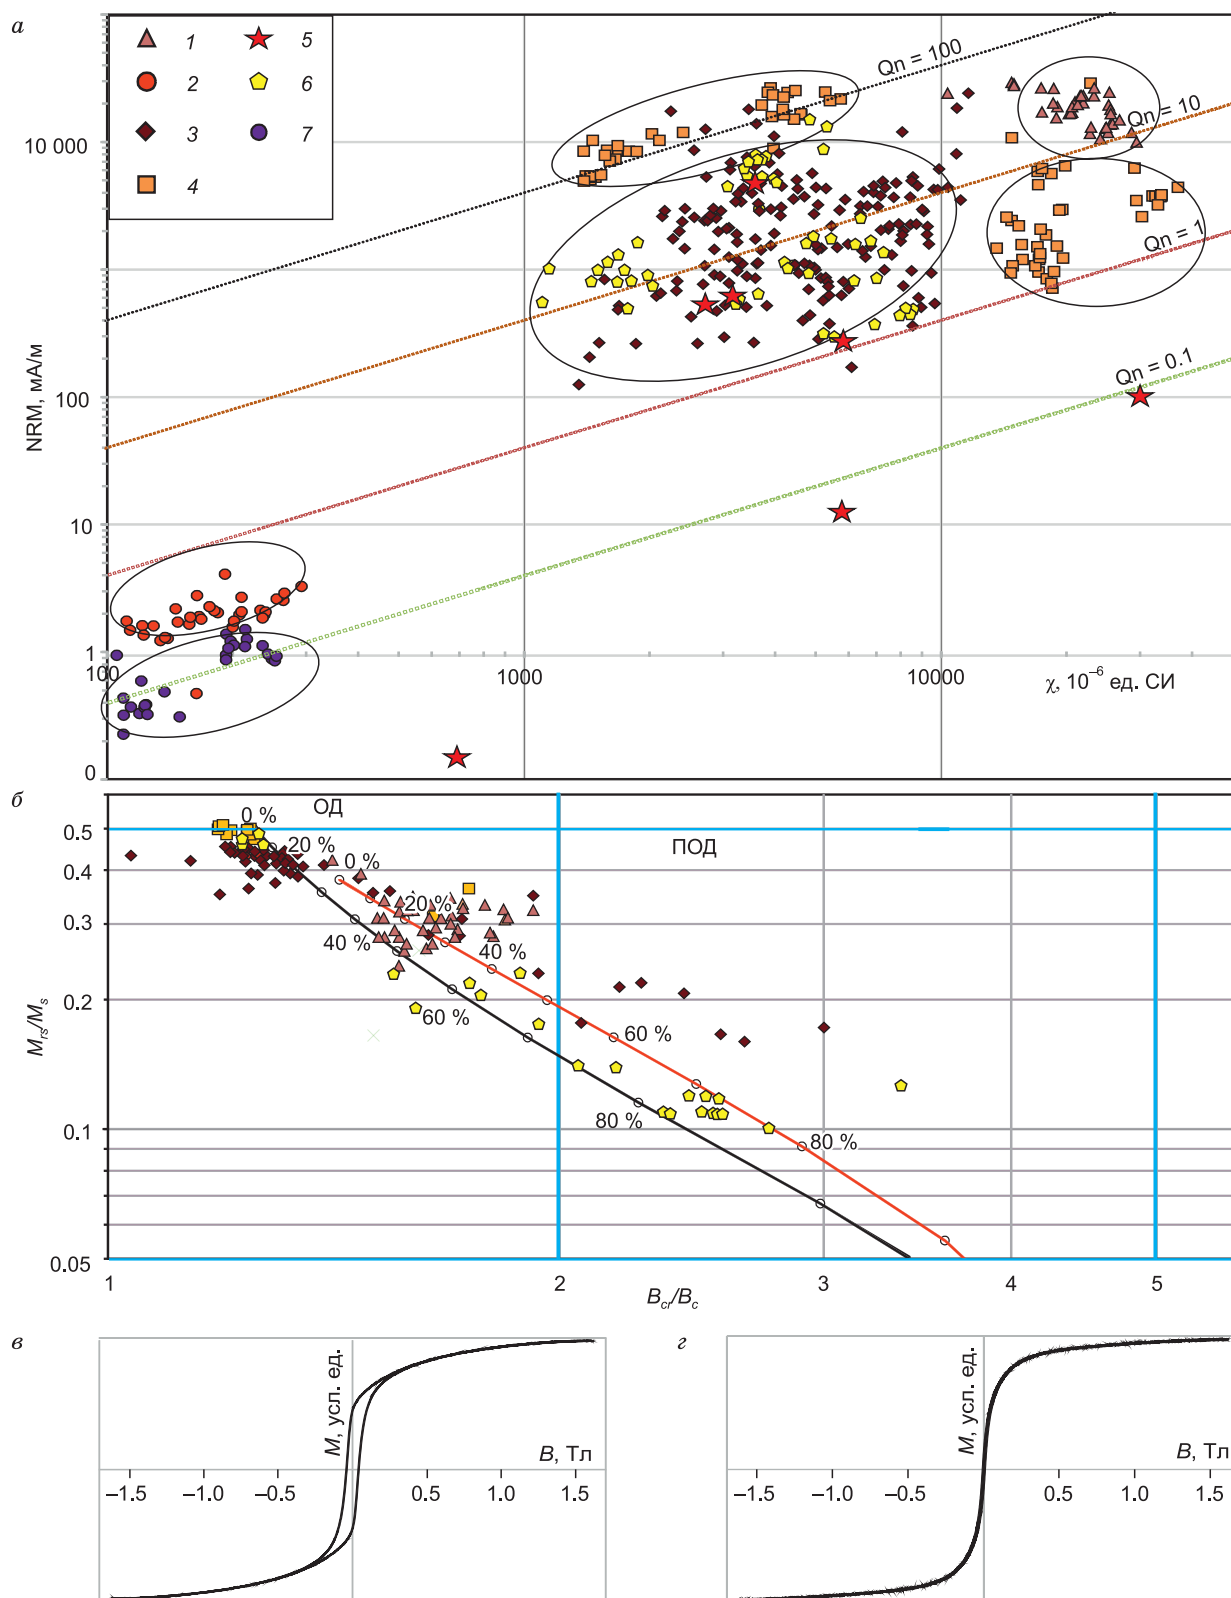 а
1 5
2 6
3 7
4
Qn = 100
Qn = 10
Qn = 1
Qn = 0.1
NRM, мА/м
10 000
100
10
1
0
100 1000 10000 χ, 10⁻⁶ ед. СИ
б
ОД
ПОД
0 %
20 %
0 %
20 %
40 %
40 %
60 %
60 %
80 %
80 %
Mrs/Ms
0.5
0.4
0.3
0.2
0.1
0.05
1 2 3 4 5
Bcr/Bc
в
M, усл. ед.
B, Тл
–1.5 –1.0 –0.5 0.5 1.0 1.5
г
M, усл. ед.
B, Тл
–1.5 –1.0 –0.5 0.5 1.0 1.5